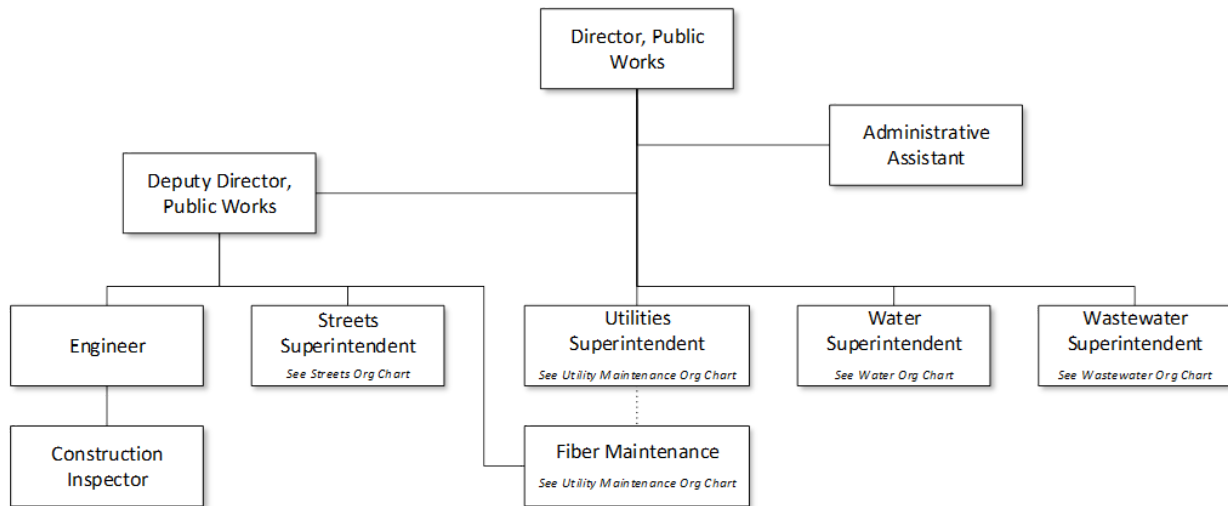 Director, Public
Works
Administrative
Assistant
Deputy Director,
Public Works
Engineer
Streets
Superintendent
See Streets Org Chart
Utilities
Superintendent
See Utility Maintenance Org Chart
Water
Superintendent
See Water Org Chart
Wastewater
Superintendent
See Wastewater Org Chart
Construction
Inspector
Fiber Maintenance
See Utility Maintenance Org Chart